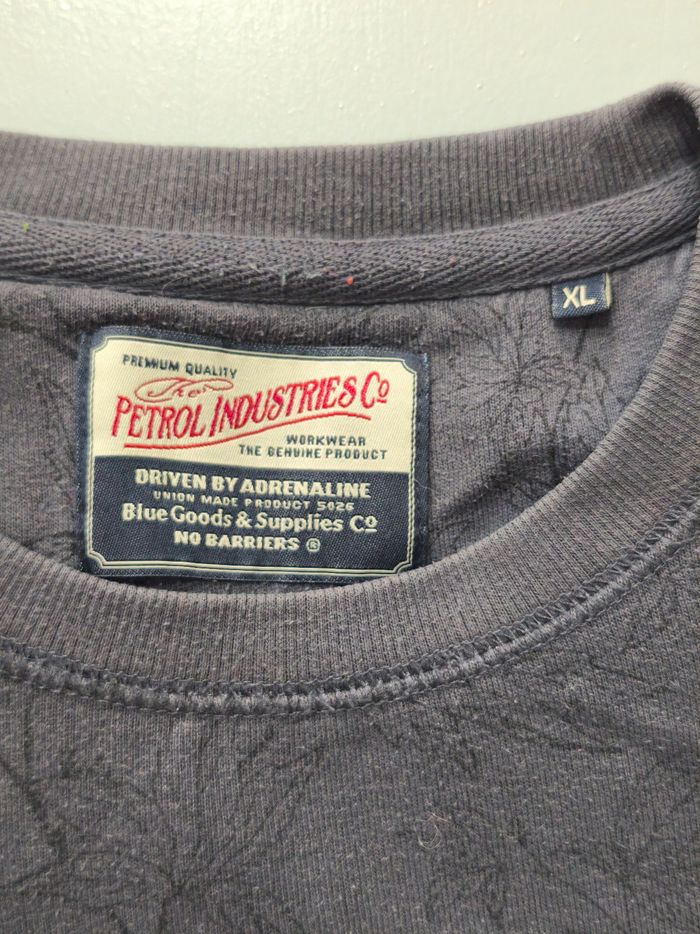 XL
PREMIUM QUALITY
The
PETROL INDUSTRIES Co
WORKWEAR
THE GENUINE PRODUCT
DRIVEN BY ADRENALINE
UNION MADE PRODUCT 5026
Blue Goods & Supplies Co
NO BARRIERS ®